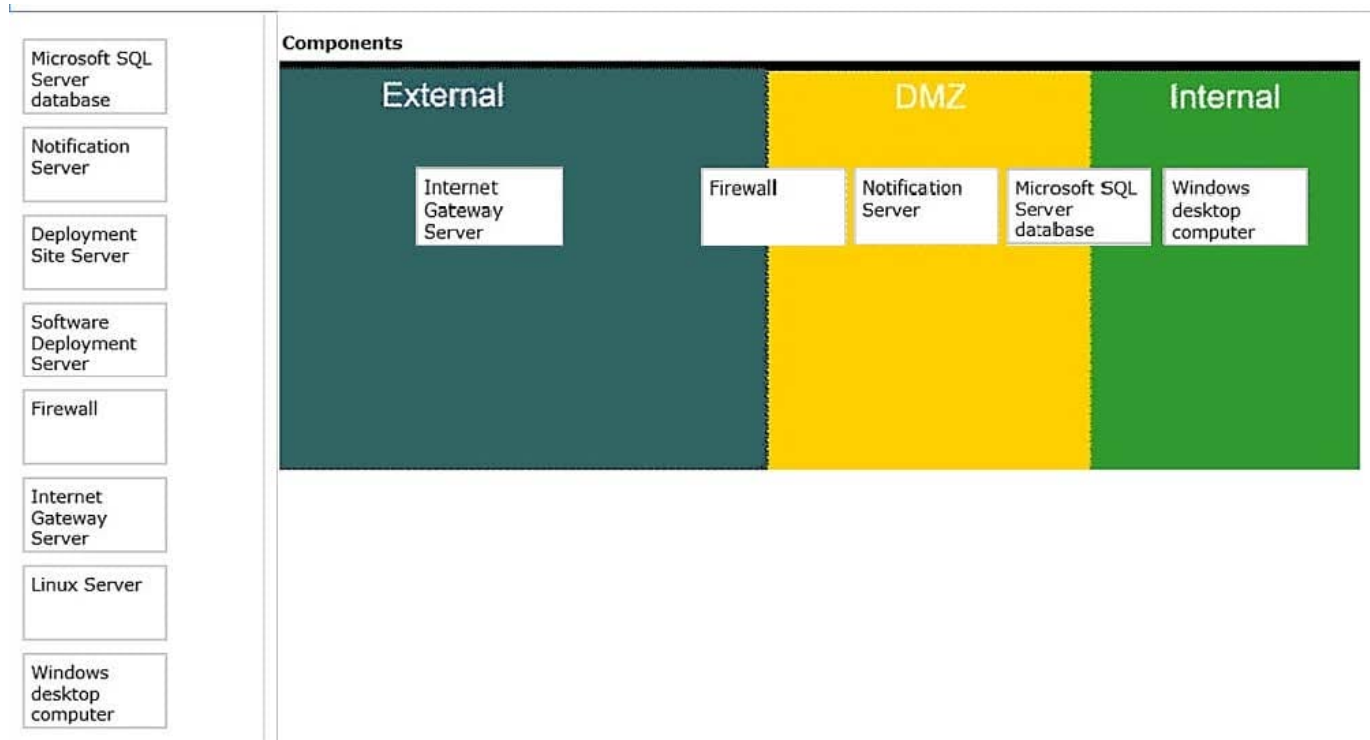 Microsoft SQL
Server
database
Notification
Server
Deployment
Site Server
Software
Deployment
Server
Firewall
Internet
Gateway
Server
Linux Server
Windows
desktop
computer
Components
External
DMZ
Internal
Internet
Gateway
Server
Firewall
Notification
Server
Microsoft SQL
Server
database
Windows
desktop
computer